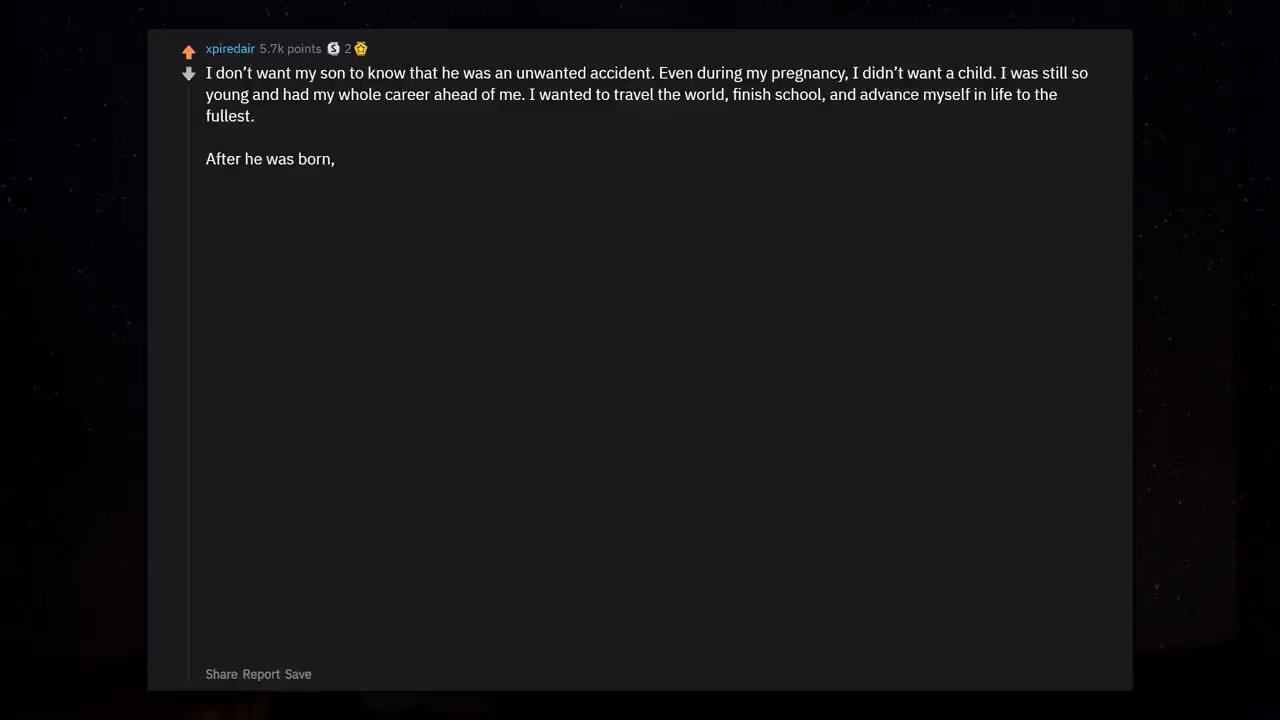 xpiredair 5.7k points S 2
I don’t want my son to know that he was an unwanted accident. Even during my pregnancy, I didn’t want a child. I was still so
young and had my whole career ahead of me. I wanted to travel the world, finish school, and advance myself in life to the
fullest.
After he was born,
Share Report Save